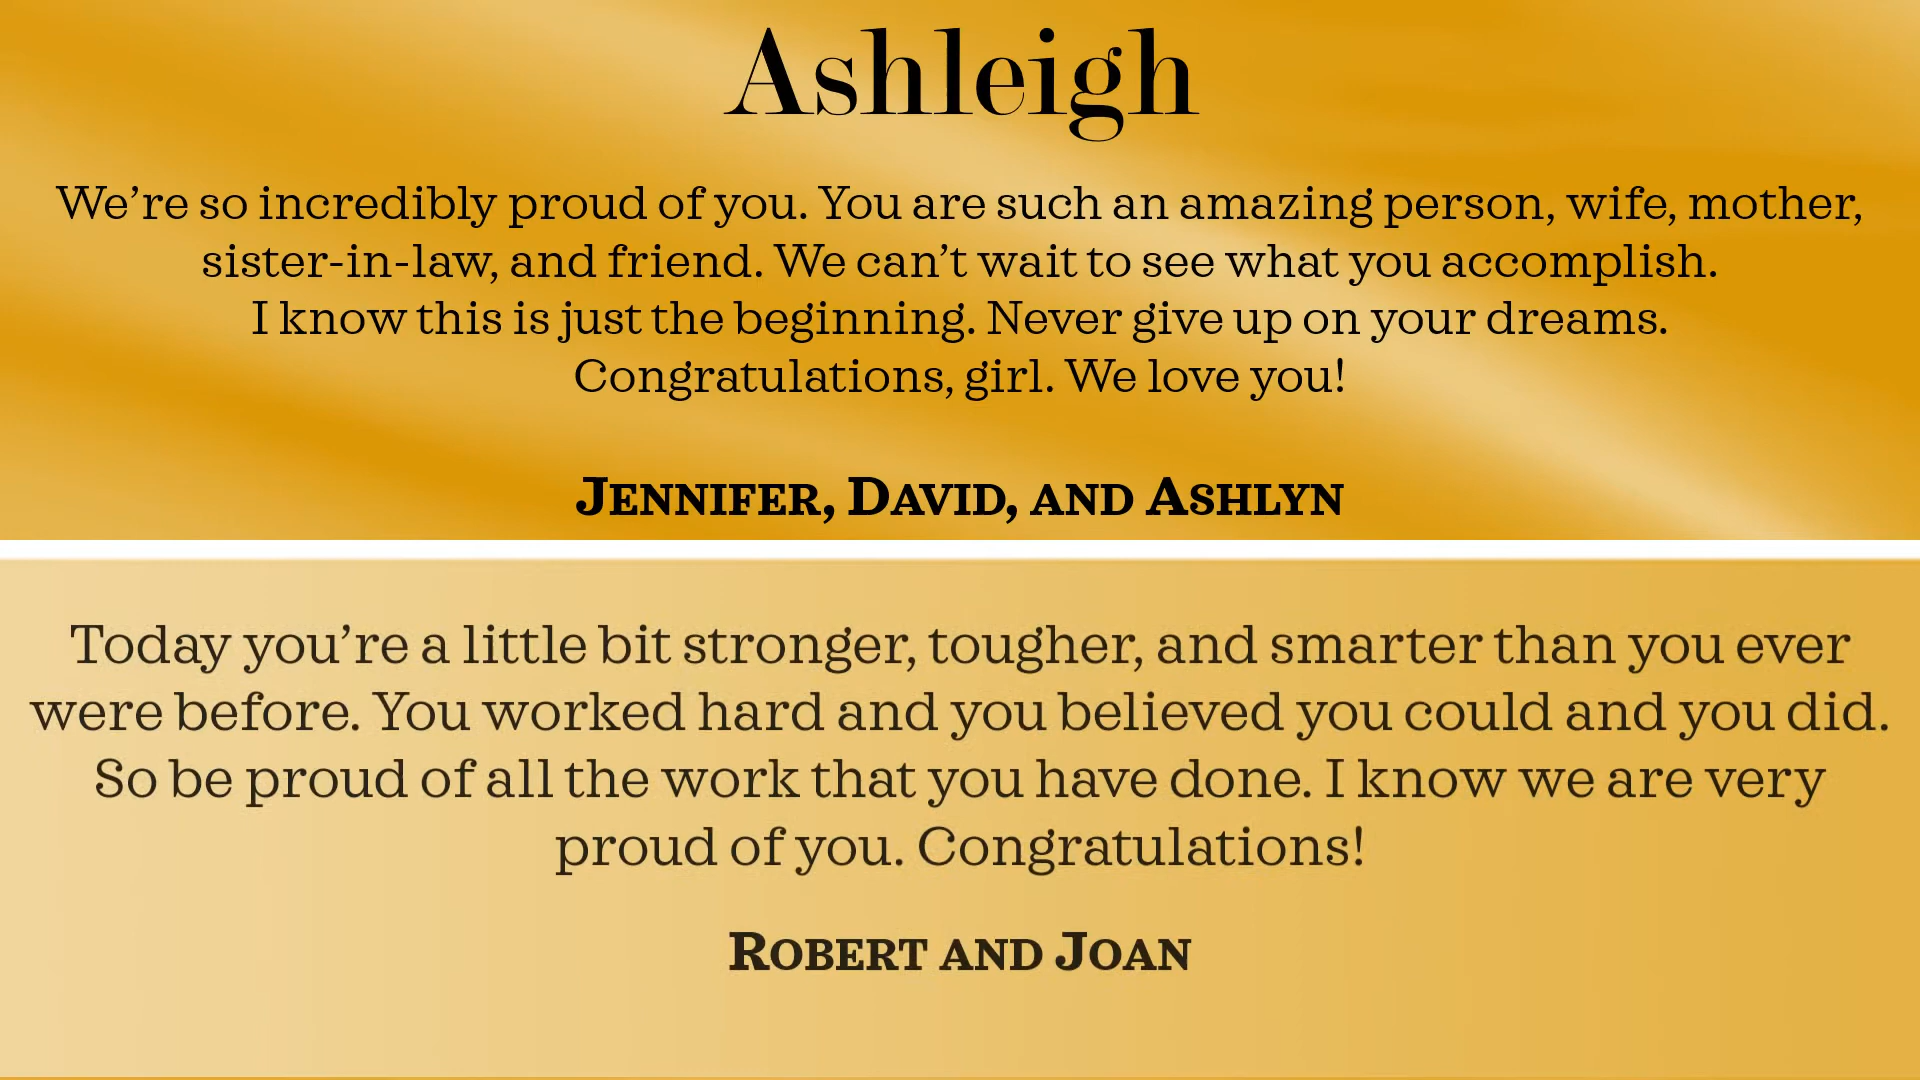 Ashleigh
We’re so incredibly proud of you. You are such an amazing person, wife, mother,
sister-in-law, and friend. We can’t wait to see what you accomplish.
I know this is just the beginning. Never give up on your dreams.
Congratulations, girl. We love you!
Jennifer, David, and Ashlyn
Today you’re a little bit stronger, tougher, and smarter than you ever
were before. You worked hard and you believed you could and you did.
So be proud of all the work that you have done. I know we are very
proud of you. Congratulations!
Robert and Joan